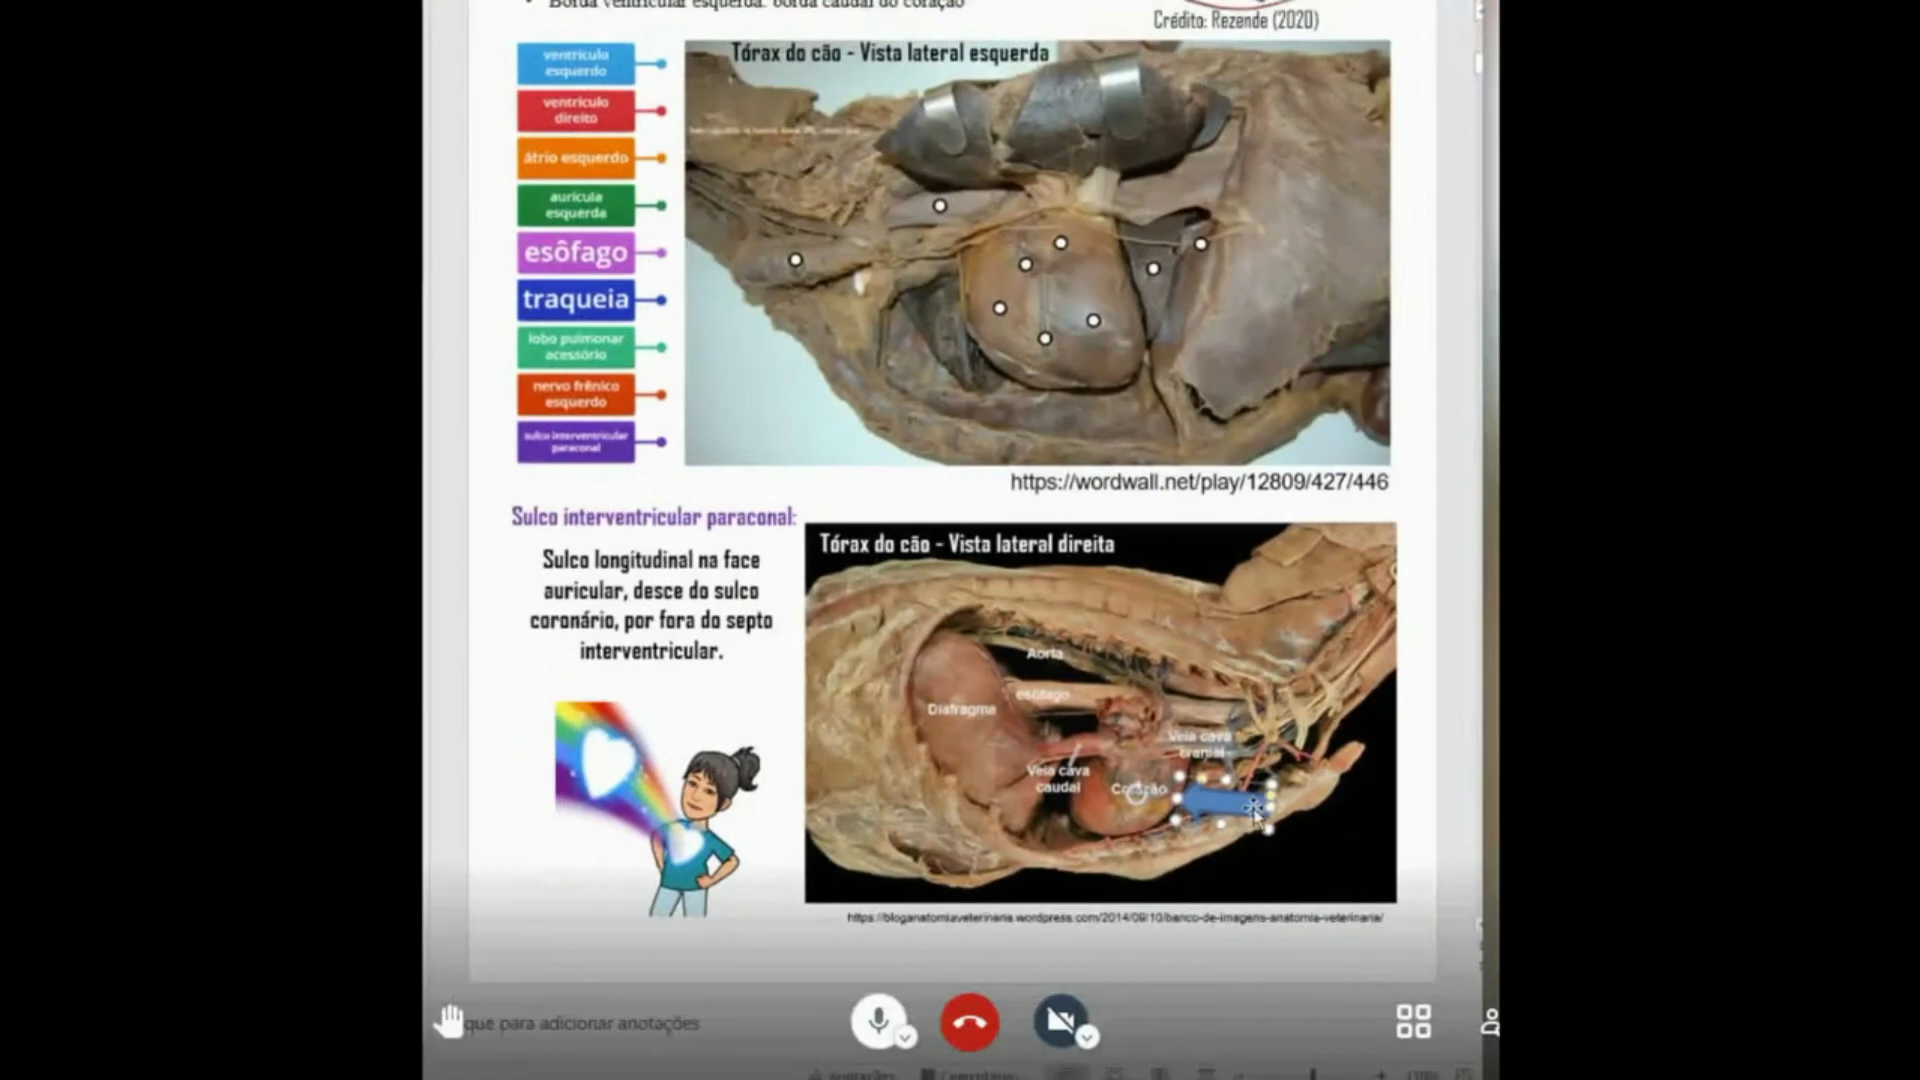 Borda ventricular esquerda: borda caudal do coração
Crédito: Rezende (2020)
Tórax do cão - Vista lateral esquerda
ventrículo
esquerdo
ventrículo
direito
átrio esquerdo
aurícula
esquerda
esôfago
traqueia
lobo pulmonar
acessório
nervo frênico
esquerdo
sulco interventricular
paraconal
https://wordwall.net/play/12809/427/446
Sulco interventricular paraconal:
Sulco longitudinal na face
auricular, desce do sulco
coronário, por fora do septo
interventricular.
Tórax do cão - Vista lateral direita
Aorta
esôfago
Diafragma
Veia cava
cranial
Veia cava
caudal
Coração
https://bloganatomiaveterinaria.wordpress.com/2014/09/10/banco-de-imagens-anatomia-veterinaria/
que para adicionar anotações